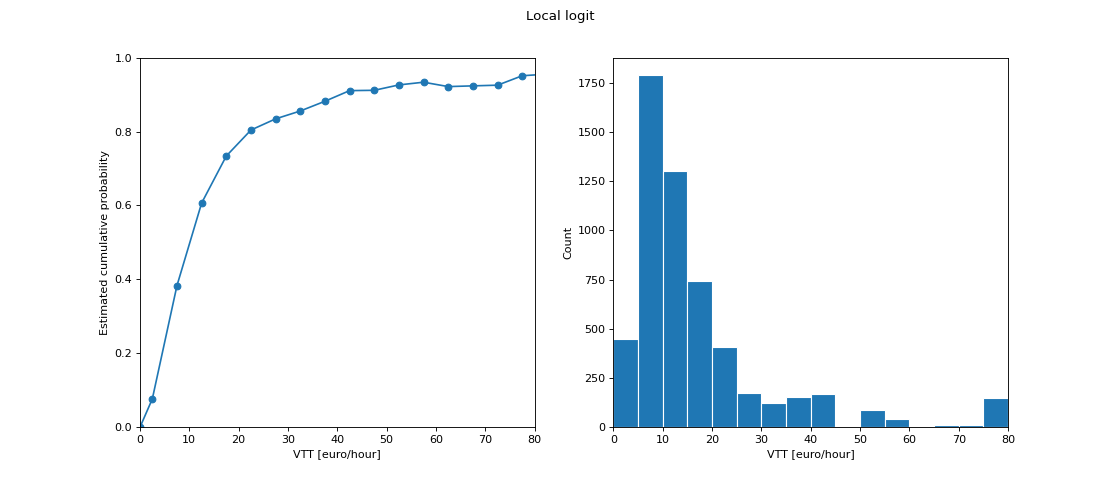 Local logit
1.0
0.8
0.6
0.4
0.2
0.0
Estimated cumulative probability
0 10 20 30 40 50 60 70 80
VTT [euro/hour]
1750
1500
1250
1000
750
500
250
0
Count
0 10 20 30 40 50 60 70 80
VTT [euro/hour]